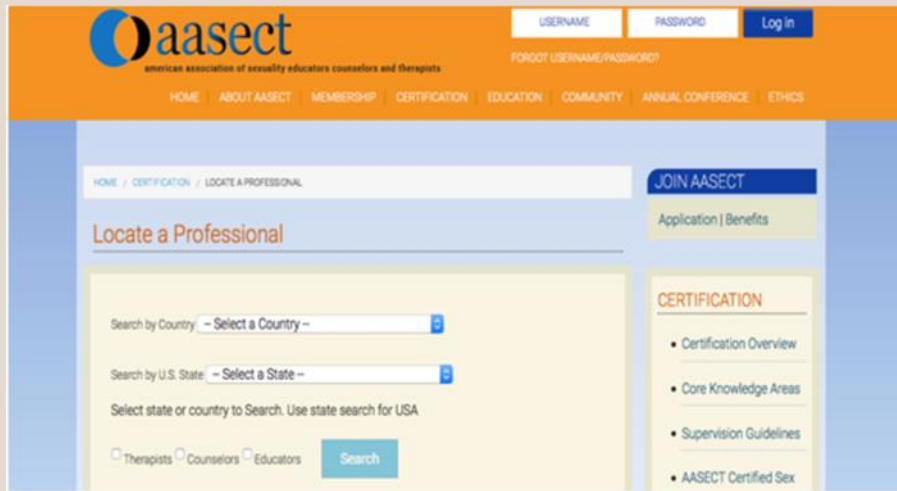 aasect
american association of sexuality educators counselors and therapists
USERNAME PASSWORD Log in
FORGOT USERNAME/PASSWORD?
HOME | ABOUT AASECT | MEMBERSHIP | CERTIFICATION | EDUCATION | COMMUNITY | ANNUAL CONFERENCE | ETHICS
HOME / CERTIFICATION / LOCATE A PROFESSIONAL
Locate a Professional
Search by Country -- Select a Country --
Search by U.S. State -- Select a State --
Select state or country to Search. Use state search for USA
Therapists Counselors Educators Search
JOIN AASECT
Application | Benefits
CERTIFICATION
• Certification Overview
• Core Knowledge Areas
• Supervision Guidelines
• AASECT Certified Sex